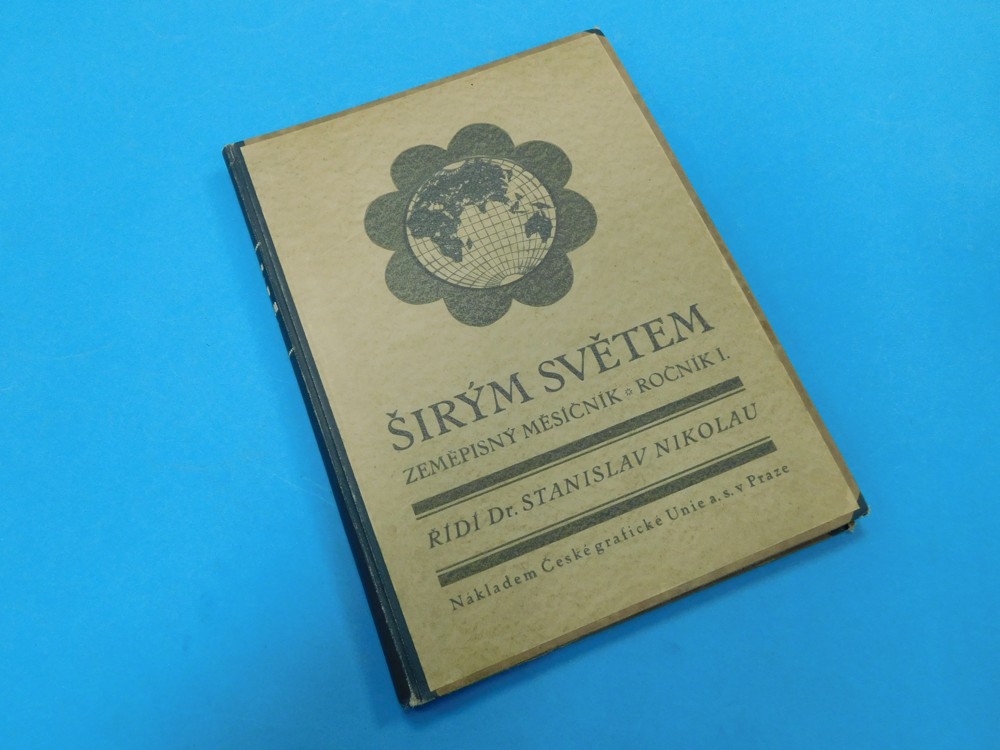 ŠIRÝM SVĚTEM
ZEMĚPISNÝ MĚSÍČNÍK ○ ROČNÍK I.
ŘÍDÍ Dr. STANISLAV NIKOLAU
Nákladem České grafické Unie a. s. v Praze